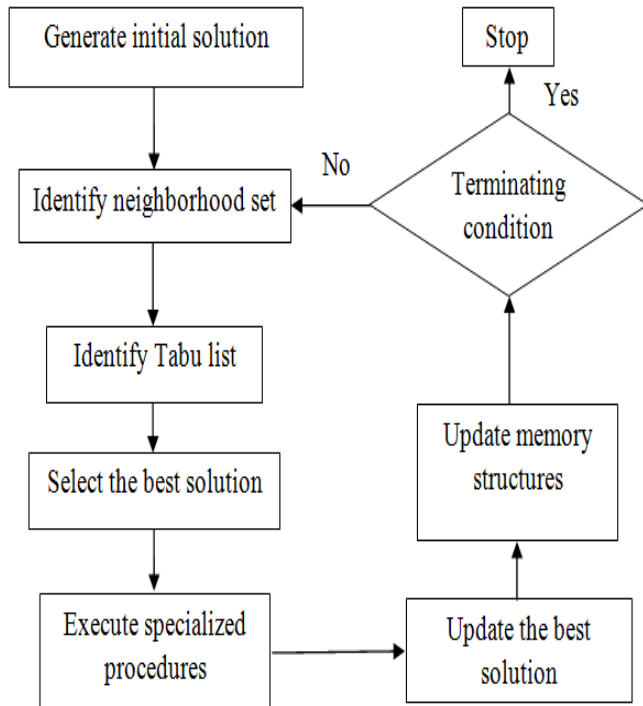 Generate initial solution
Identify neighborhood set
Identify Tabu list
Select the best solution
Execute specialized
procedures
Update the best
solution
Update memory
structures
Terminating
condition
No
Yes
Stop